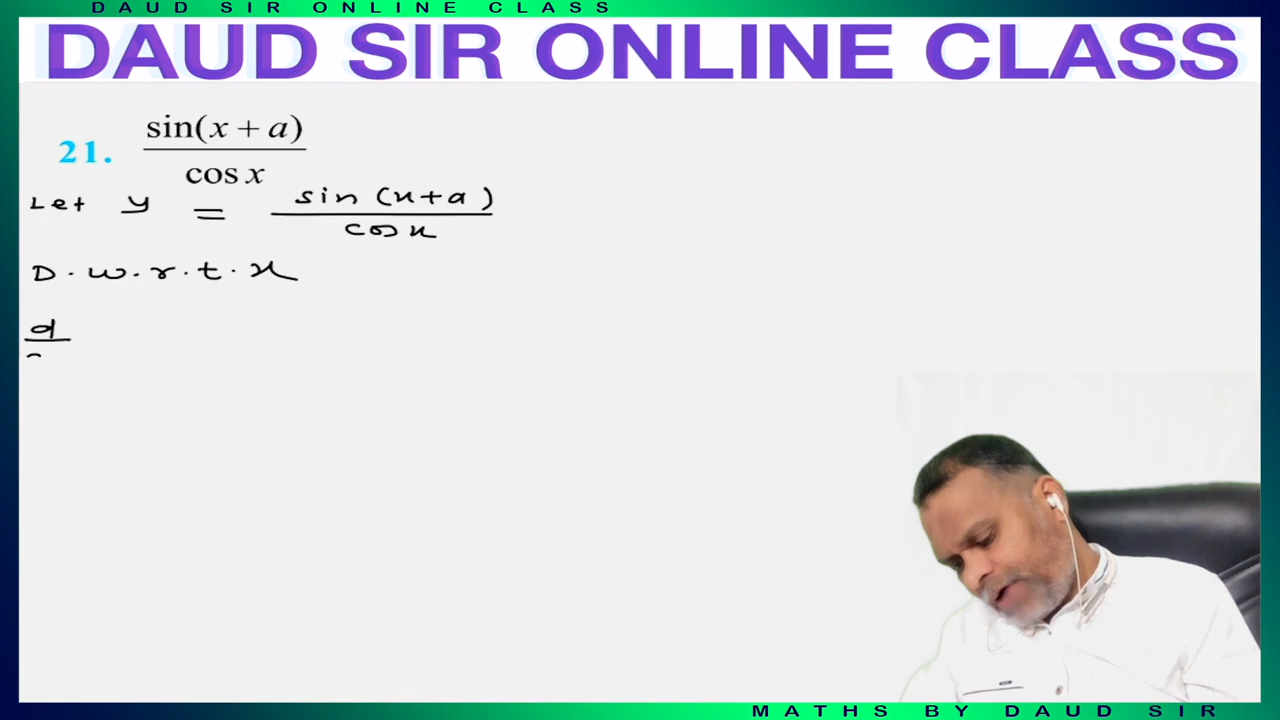 DAUD SIR ONLINE CLASS
DAUD SIR ONLINE CLASS
21. sin(x + a)
cos x
Let y = sin (x+a)
cos x
D. w. r. t. x
d
MATHS BY DAUD SIR